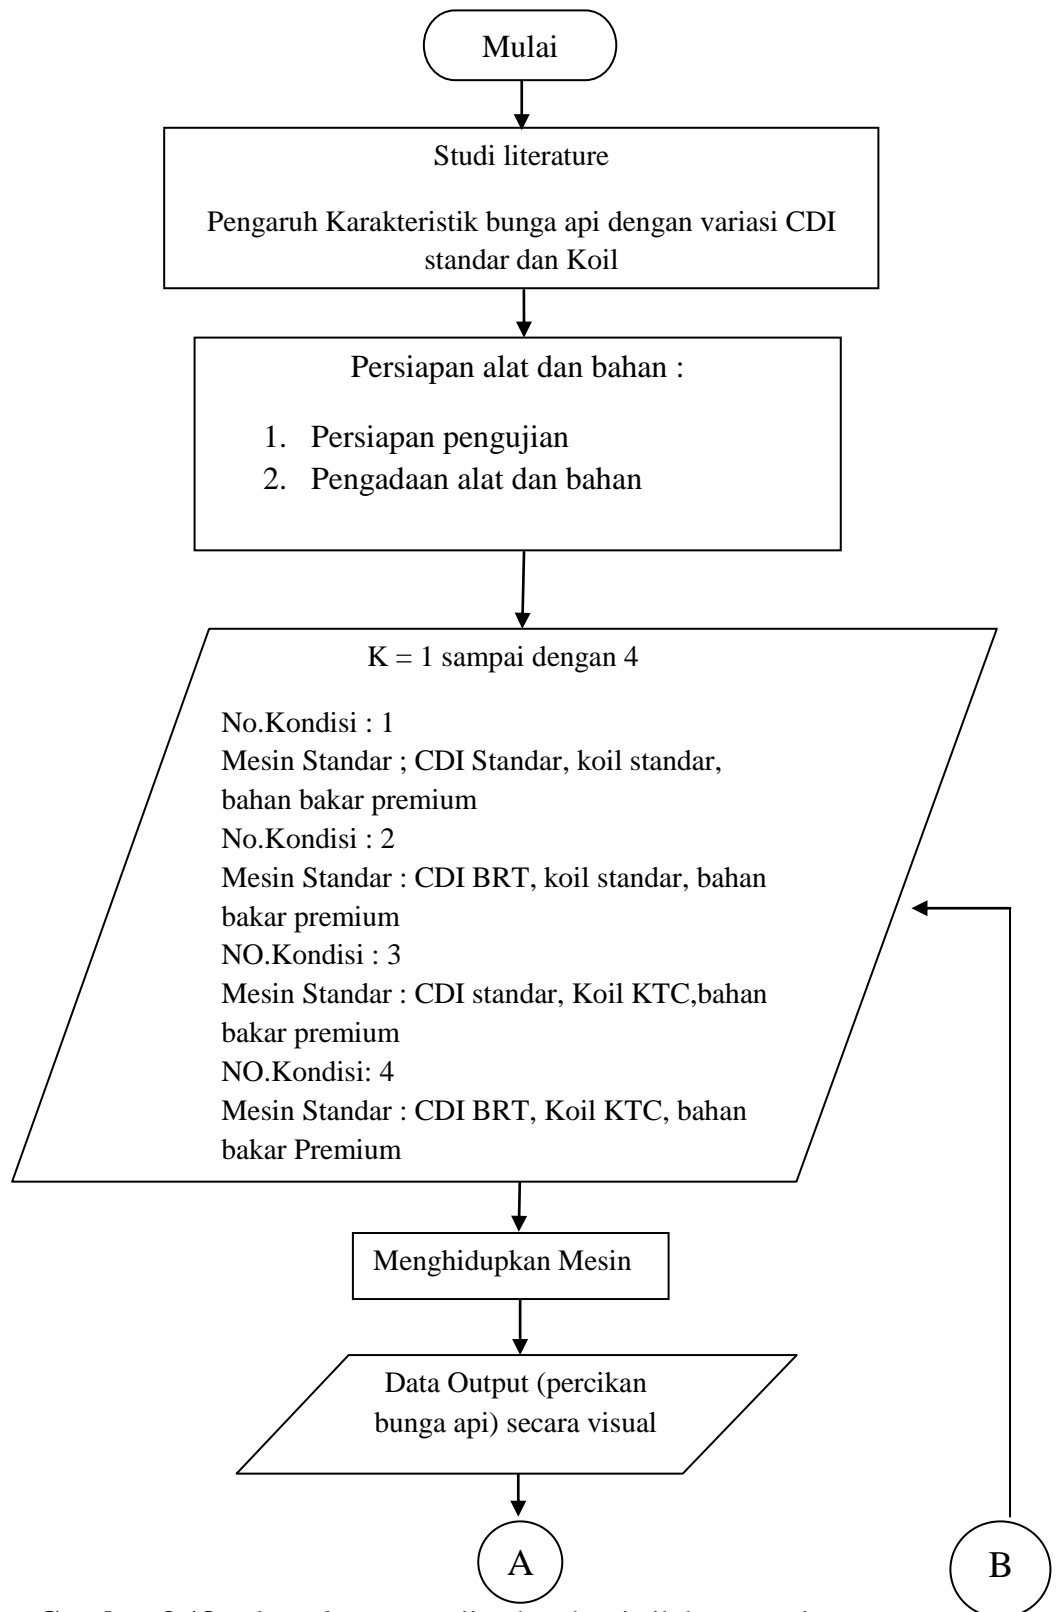 Mulai
Studi literature
Pengaruh Karakteristik bunga api dengan variasi CDI
standar dan Koil
Persiapan alat dan bahan :
1. Persiapan pengujian
2. Pengadaan alat dan bahan
K = 1 sampai dengan 4
No.Kondisi : 1
Mesin Standar ; CDI Standar, koil standar,
bahan bakar premium
No.Kondisi : 2
Mesin Standar : CDI BRT, koil standar, bahan
bakar premium
NO.Kondisi : 3
Mesin Standar : CDI standar, Koil KTC,bahan
bakar premium
NO.Kondisi: 4
Mesin Standar : CDI BRT, Koil KTC, bahan
bakar Premium
Menghidupkan Mesin
Data Output (percikan
bunga api) secara visual
A
B